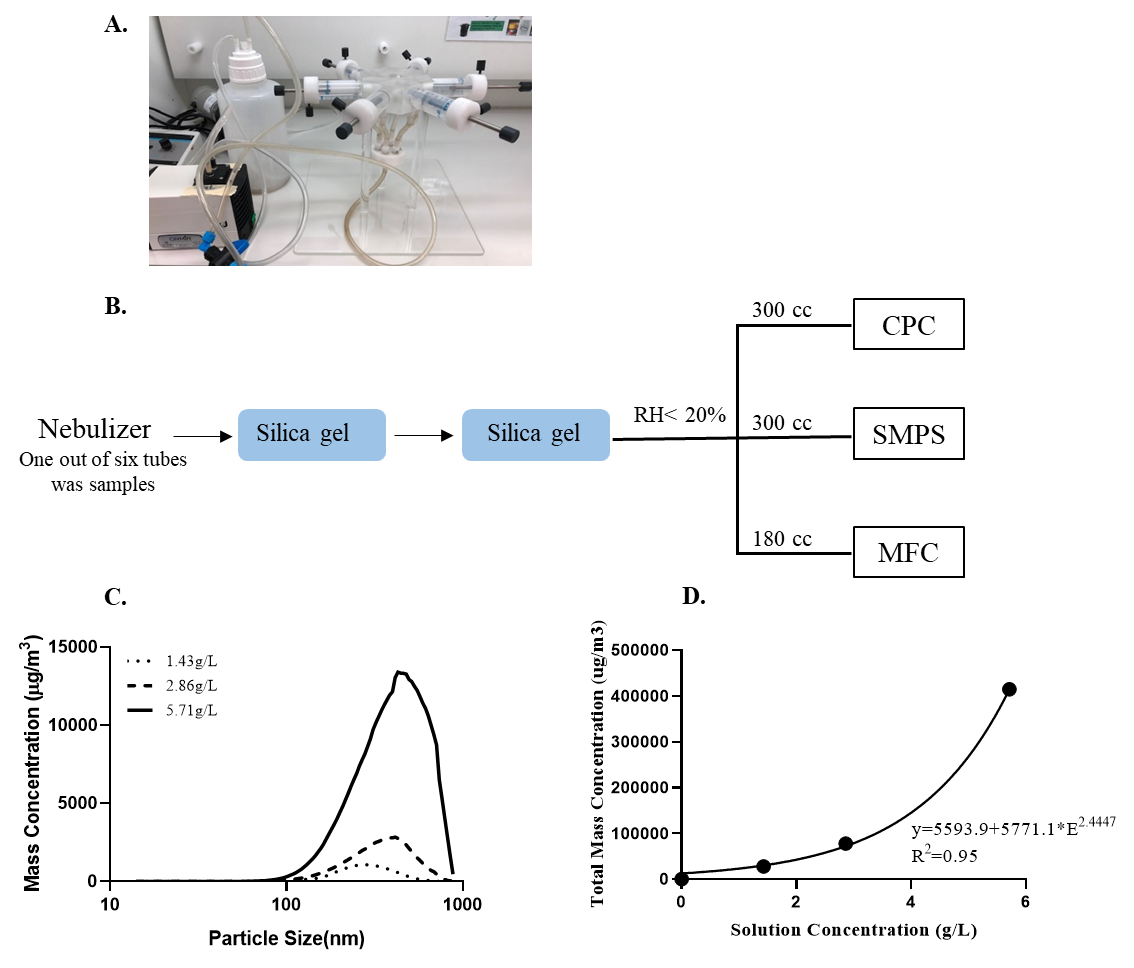 A.
B.
300 cc
CPC
Nebulizer
One out of six tubes
was samples
Silica gel
Silica gel
RH< 20%
300 cc
SMPS
180 cc
MFC
C.
Mass Concentration (μg/m³)
15000
10000
5000
0
1.43g/L
2.86g/L
5.71g/L
10
100
1000
Particle Size(nm)
D.
Total Mass Concentration (ug/m3)
500000
400000
300000
200000
100000
0
y=5593.9+5771.1*E^2.4447
R²=0.95
0
2
4
6
Solution Concentration (g/L)